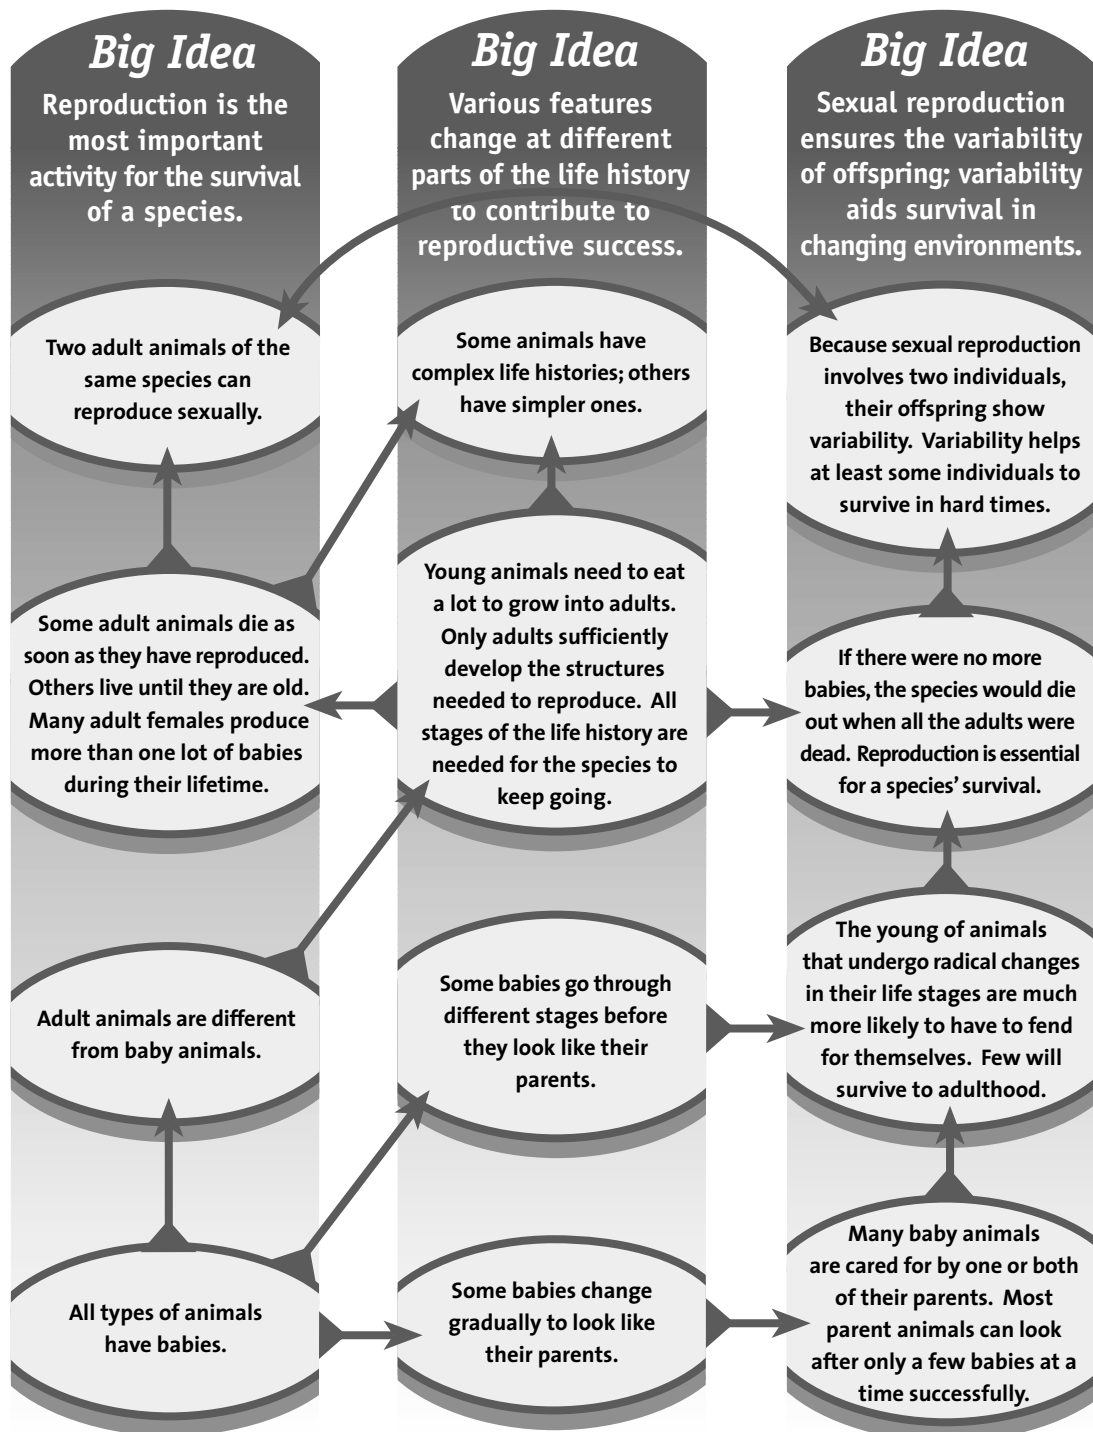 Big Idea
Reproduction is the
most important
activity for the survival
of a species.
Two adult animals of the
same species can
reproduce sexually.
Some adult animals die as
soon as they have reproduced.
Others live until they are old.
Many adult females produce
more than one lot of babies
during their lifetime.
Adult animals are different
from baby animals.
All types of animals
have babies.
Big Idea
Various features
change at different
parts of the life history
to contribute to
reproductive success.
Some animals have
complex life histories; others
have simpler ones.
Young animals need to eat
a lot to grow into adults.
Only adults sufficiently
develop the structures
needed to reproduce. All
stages of the life history are
needed for the species to
keep going.
Some babies go through
different stages before
they look like their
parents.
Some babies change
gradually to look like
their parents.
Big Idea
Sexual reproduction
ensures the variability
of offspring; variability
aids survival in
changing environments.
Because sexual reproduction
involves two individuals,
their offspring show
variability. Variability helps
at least some individuals to
survive in hard times.
If there were no more
babies, the species would die
out when all the adults were
dead. Reproduction is essential
for a species' survival.
The young of animals
that undergo radical changes
in their life stages are much
more likely to have to fend
for themselves. Few will
survive to adulthood.
Many baby animals
are cared for by one or both
of their parents. Most
parent animals can look
after only a few babies at a
time successfully.